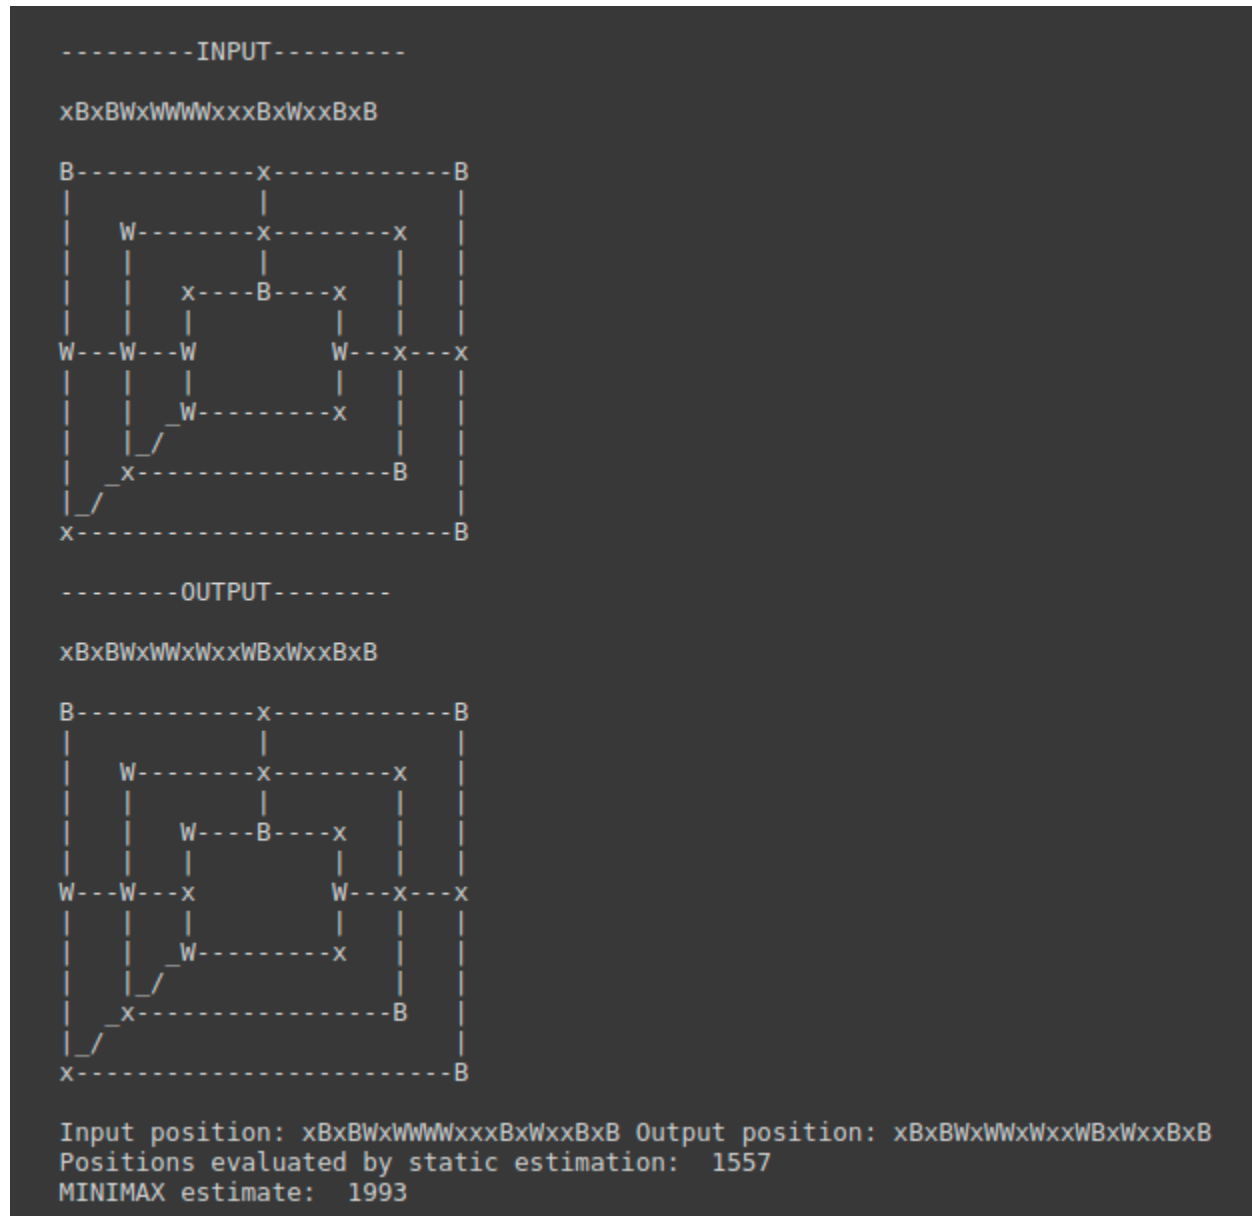 ---------INPUT---------
xBxBWxWWWWxxxBxWxxBxB
B------------x------------B
|            |            |
|   W--------x--------x   |
|   |        |        |   |
|   |   x----B----x   |   |
|   |   |         |   |   |
W---W---W         W---x---x
|   |   |         |   |   |
|   |  _W---------x   |   |
|   |_/               |   |
|  _x-----------------B   |
|_/                       |
x-------------------------B
--------OUTPUT--------
xBxBWxWWxWxxWBxWxxBxB
B------------x------------B
|            |            |
|   W--------x--------x   |
|   |        |        |   |
|   |   W----B----x   |   |
|   |   |         |   |   |
W---W---x         W---x---x
|   |   |         |   |   |
|   |  _W---------x   |   |
|   |_/               |   |
|  _x-----------------B   |
|_/                       |
x-------------------------B
Input position: xBxBWxWWWWxxxBxWxxBxB Output position: xBxBWxWWxWxxWBxWxxBxB
Positions evaluated by static estimation:  1557
MINIMAX estimate:  1993